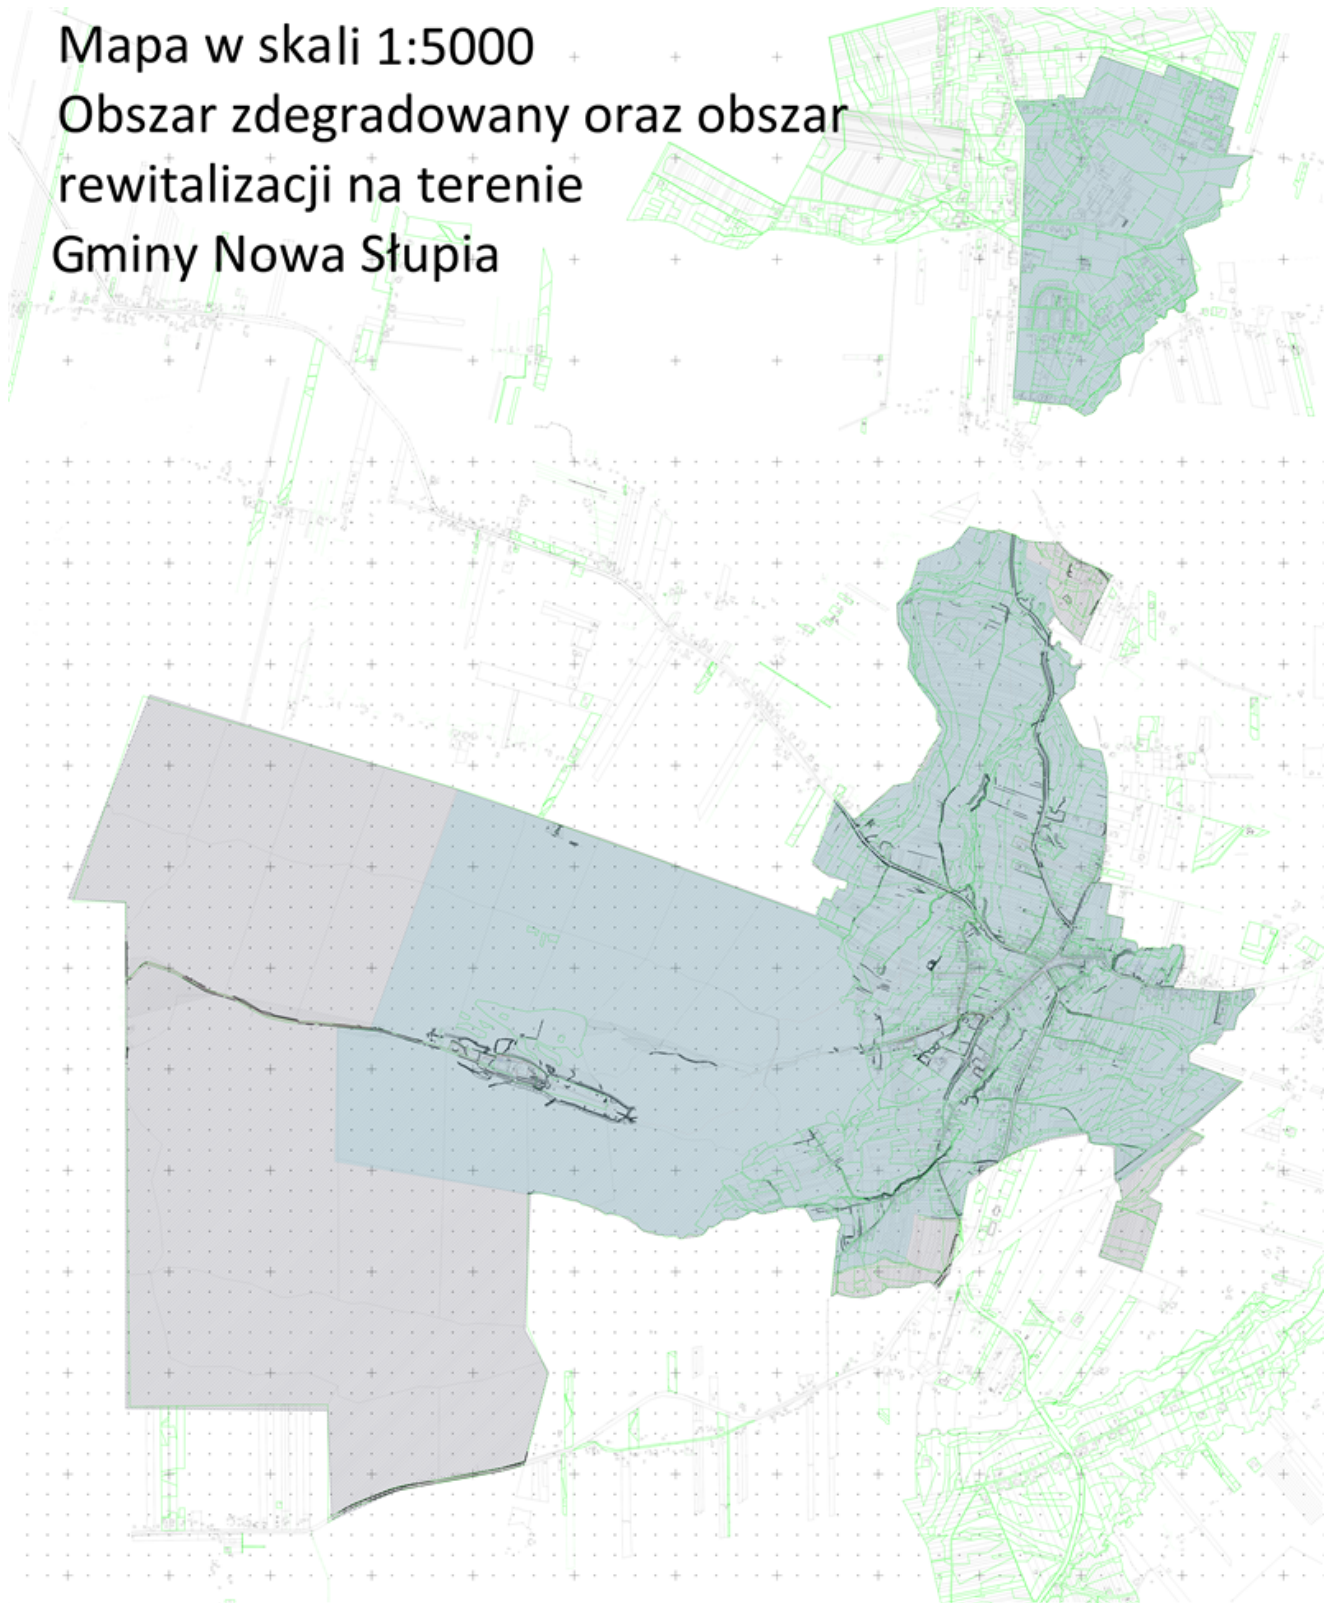 Mapa w skali 1:5000
Obszar zdegradowany oraz obszar
rewitalizacji na terenie
Gminy Nowa Słupia